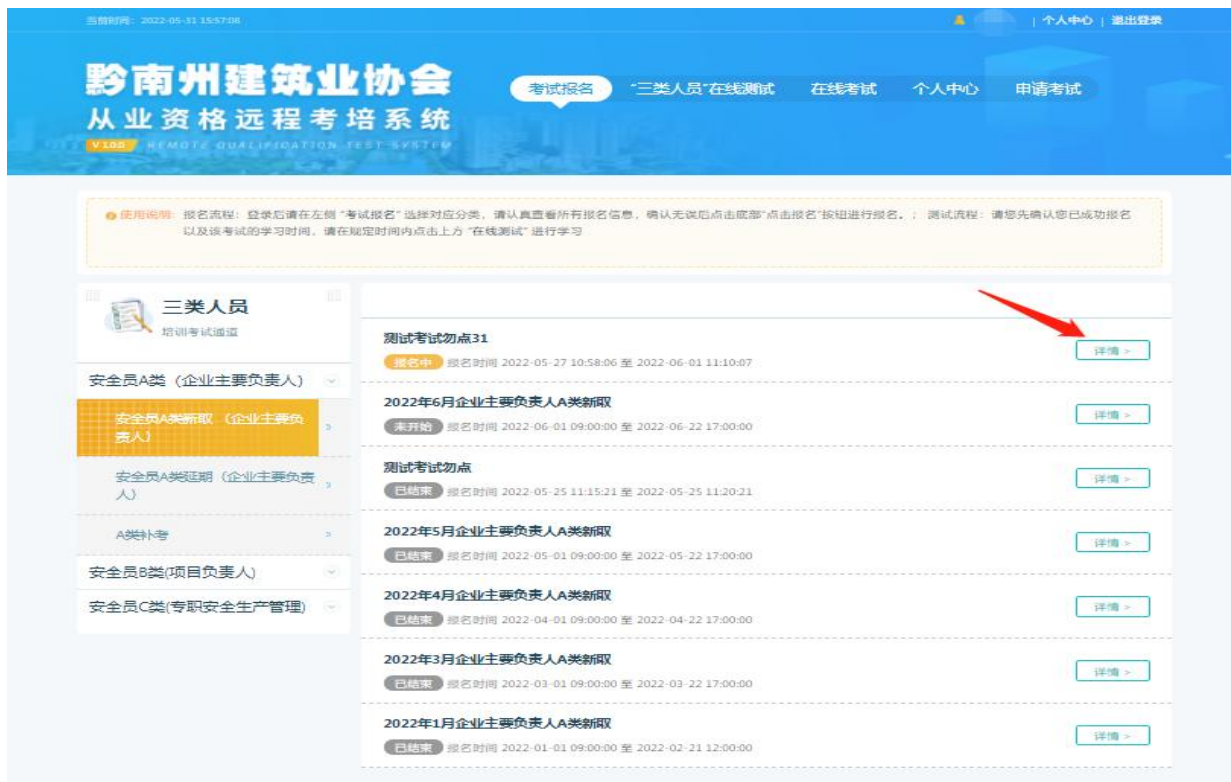 当前时间：2022-05-31 15:57:08
个人中心 | 退出登录
黔南州建筑业协会
从业资格远程考培系统
V1.0.0 REMOTE QUALIFICATION TEST SYSTEM
考试报名 “三类人员”在线测试 在线考试 个人中心 申请考试
使用说明: 报名流程：登录后请在左侧 “考试报名” 选择对应分类，请认真查看所有报名信息，确认无误后点击底部“点击报名”按钮进行报名。； 测试流程：请您先确认您已成功报名
以及该考试的学习时间，请在规定时间内点击上方 “在线测试” 进行学习
三类人员
培训考试通道
安全员A类（企业主要负责人）
安全员A类新取 （企业主要负
责人）
安全员A类延期（企业主要负责
人）
A类补考
安全员B类(项目负责人)
安全员C类(专职安全生产管理)
测试考试勿点31
报名中 报名时间 2022-05-27 10:58:06 至 2022-06-01 11:10:07
详情 >
2022年6月企业主要负责人A类新取
未开始 报名时间 2022-06-01 09:00:00 至 2022-06-22 17:00:00
详情 >
测试考试勿点
已结束 报名时间 2022-05-25 11:15:21 至 2022-05-25 11:20:21
详情 >
2022年5月企业主要负责人A类新取
已结束 报名时间 2022-05-01 09:00:00 至 2022-05-22 17:00:00
详情 >
2022年4月企业主要负责人A类新取
已结束 报名时间 2022-04-01 09:00:00 至 2022-04-22 17:00:00
详情 >
2022年3月企业主要负责人A类新取
已结束 报名时间 2022-03-01 09:00:00 至 2022-03-22 17:00:00
详情 >
2022年1月企业主要负责人A类新取
已结束 报名时间 2022-01-01 09:00:00 至 2022-02-21 12:00:00
详情 >